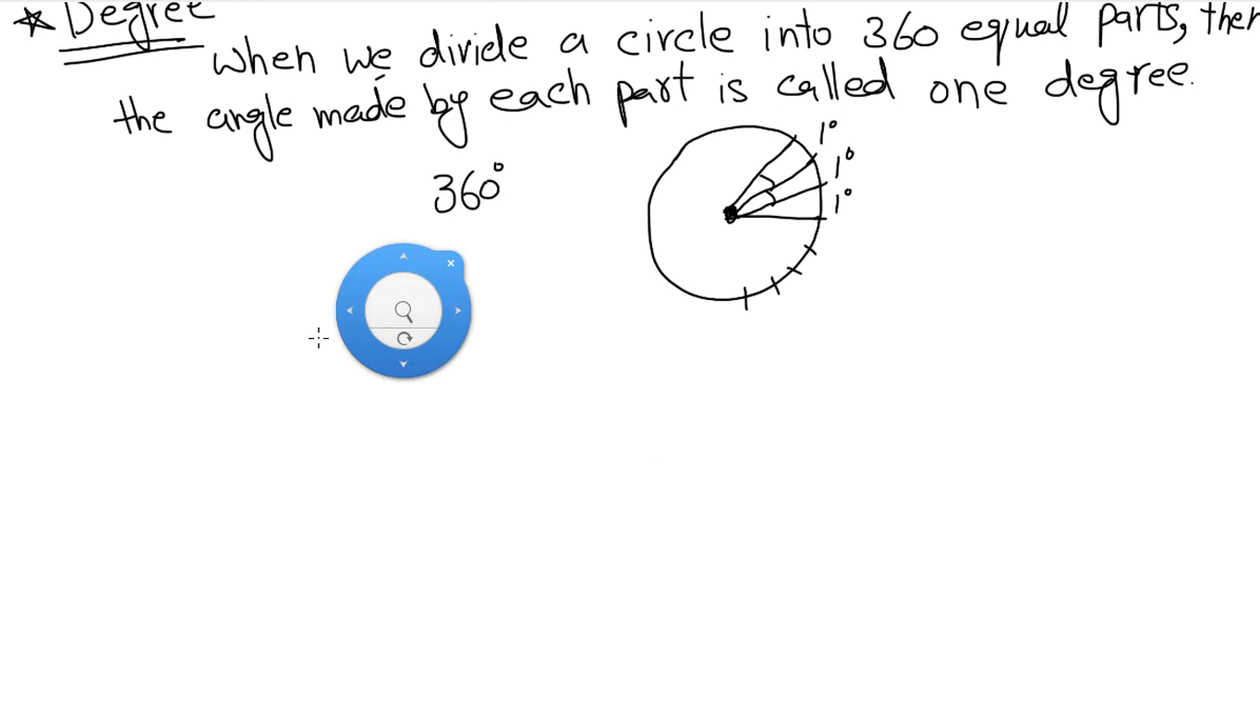 * Degree
When we divide a circle into 360 equal parts, then
the angle made by each part is called one degree.
1°
360°
1°
1°